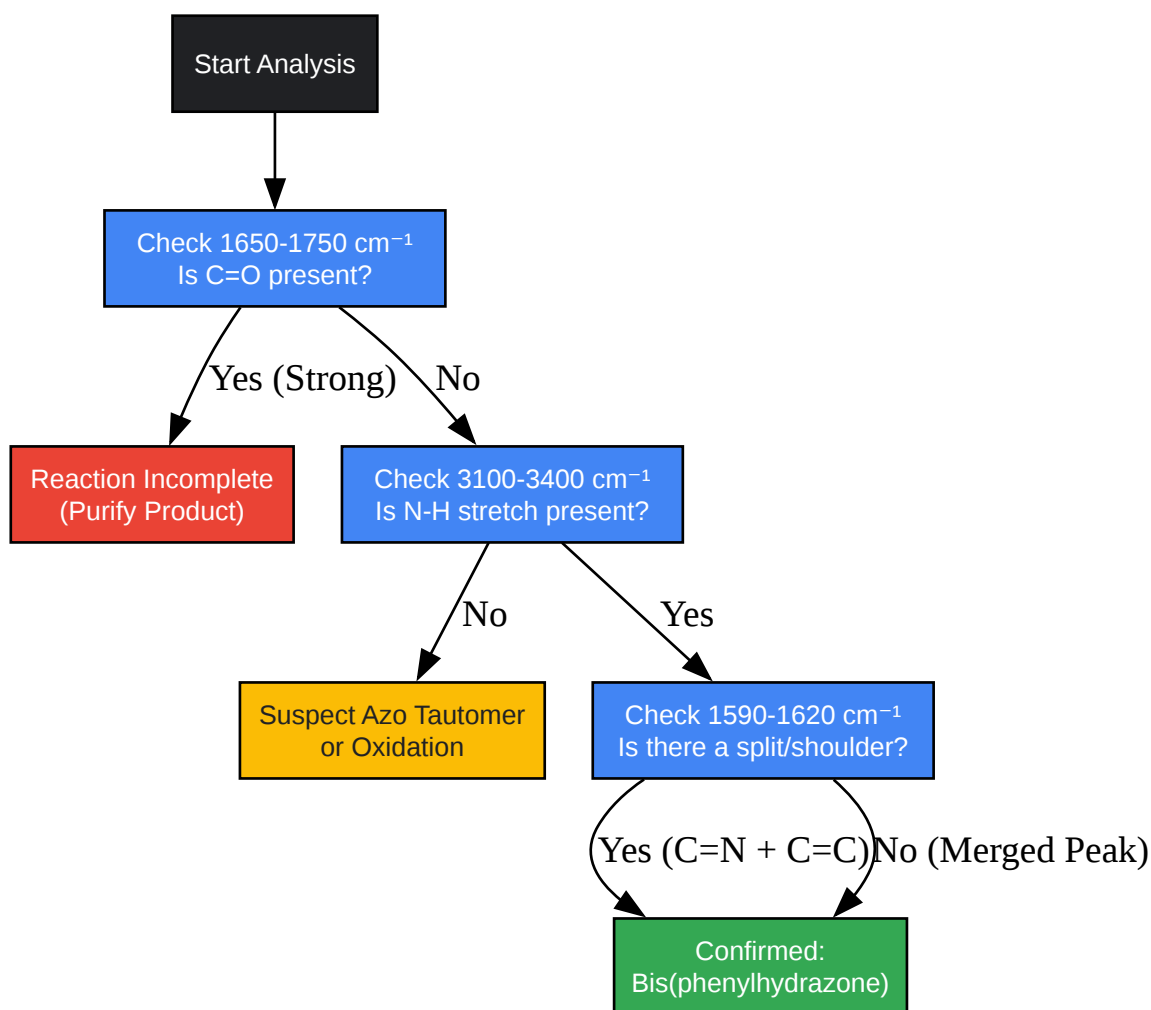 Start Analysis
Check 1650-1750 cm⁻¹
Is C=O present?
Yes (Strong)
No
Reaction Incomplete
(Purify Product)
Check 3100-3400 cm⁻¹
Is N-H stretch present?
No
Yes
Suspect Azo Tautomer
or Oxidation
Check 1590-1620 cm⁻¹
Is there a split/shoulder?
Yes (C=N + C=C)
No (Merged Peak)
Confirmed:
Bis(phenylhydrazone)